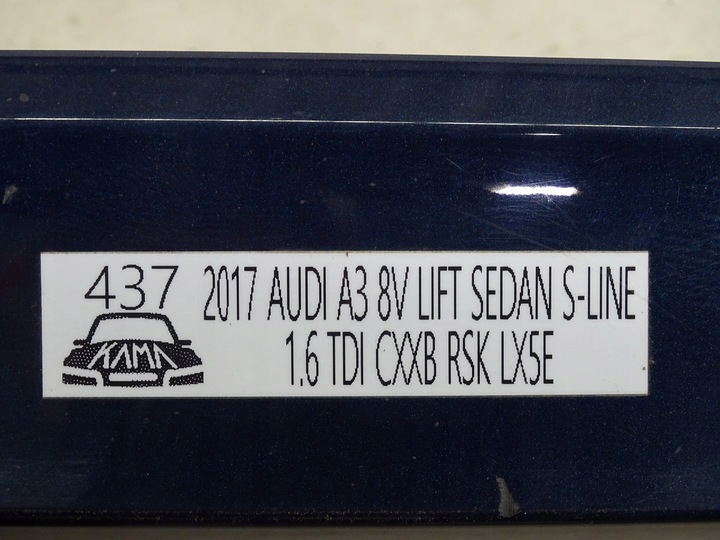 437
2017 AUDI A3 8V LIFT SEDAN S-LINE
1.6 TDI CXXB RSK LX5E
KAMA